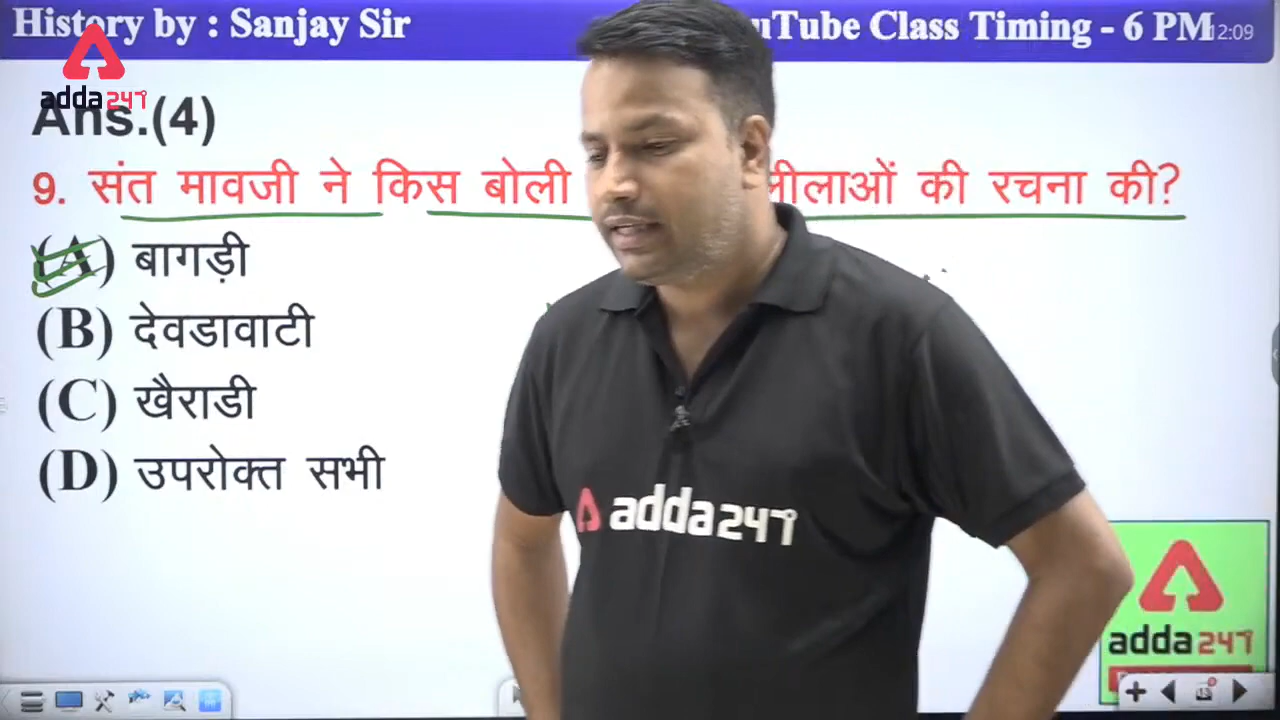 History by : Sanjay Sir
uTube Class Timing - 6 PM
12:09
adda247
Ans.(4)
9. संत मावजी ने किस बोली लीलाओं की रचना की?
(A) बागड़ी
(B) देवडावाटी
(C) खैराडी
(D) उपरोक्त सभी
adda247
adda247